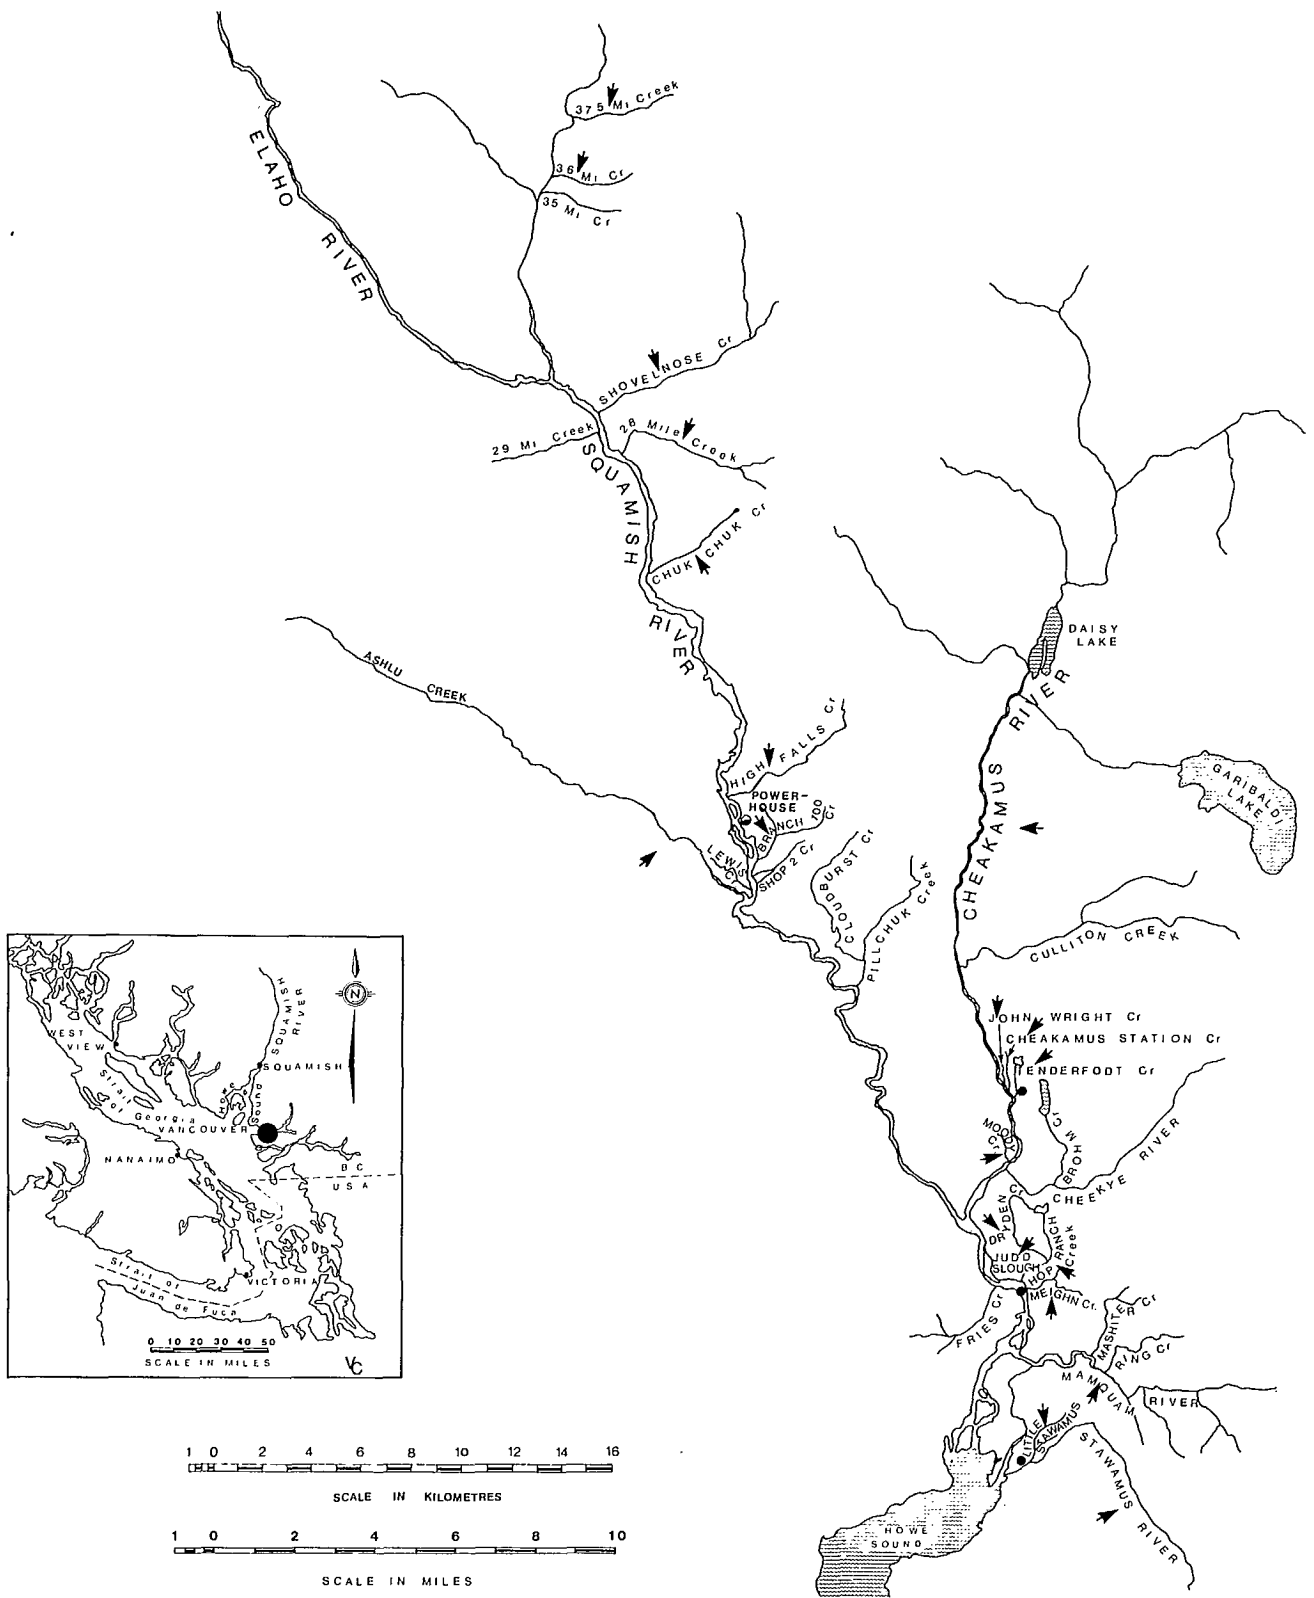 37 5 Mi Creek
36 Mi Cr
35 Mi Cr
ELAHO RIVER
SHOVELNOSE Cr
28 Mile Creek
29 Mi Creek
SQUAMISH RIVER
CHUK CHUK Cr
ASHLU CREEK
DAISY
LAKE
CHEAKAMUS RIVER
GARIBALDI
LAKE
HIGH FALLS Cr
POWER-
HOUSE
BRANCH 100 Cr
LEWIS
C
SHOP 2 Cr
CLOUDBURST Cr
PILLCHUK Creek
CULLITON CREEK
JOHN WRIGHT Cr
CHEAKAMUS STATION Cr
TENDERFOOT Cr
MOODY
Cr
BROHM Cr
CHEEKYE RIVER
DRYDEN Cr
JUDD
SLOUGH
HOP RANCH
Creek
MEIGHN Cr.
FRIES Cr
MASHITER Cr
RING Cr
MAMQUAM RIVER
LITTLE
STAWAMUS
STAWAMUS RIVER
HOWE
SOUND
WEST
VIEW
SQUAMISH
RIVER
SQUAMISH
Howe
Sound
Strait
of
Georgia
VANCOUVER
NANAIMO
B C
U S A
Strait of
Juan de Fuca
VICTORIA
N
0 10 20 30 40 50
SCALE IN MILES
VC
1 0 2 4 6 8 10 12 14 16
SCALE IN KILOMETRES
1 0 2 4 6 8 10
SCALE IN MILES